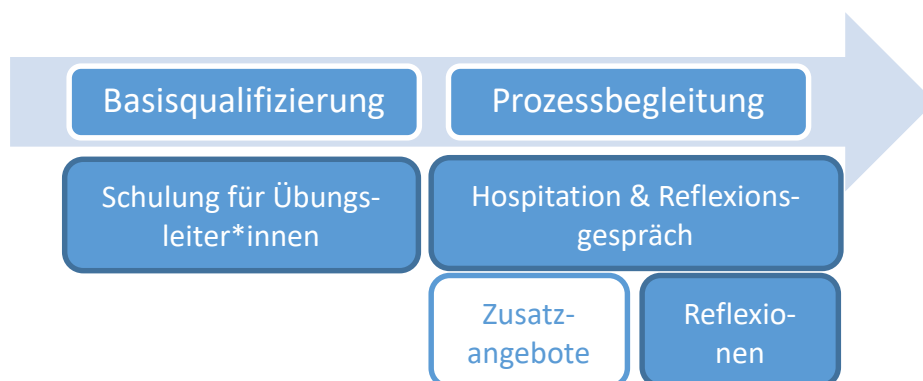 Basisqualifizierung
Prozessbegleitung
Schulung für Übungs-
leiter*innen
Hospitation & Reflexions-
gespräch
Zusatz-
angebote
Reflexio-
nen